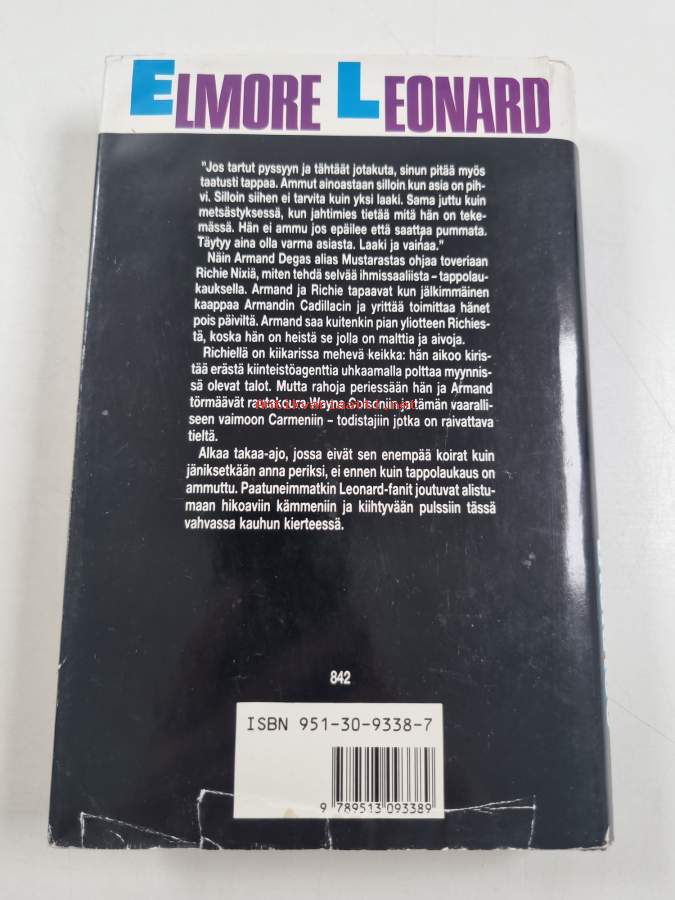 ELMORE LEONARD
"Jos tartut pyssyyn ja tähtäät jotakuta, sinun pitää myös
taatusti tappaa. Ammut ainoastaan silloin kun asia on pih-
vi. Silloin siihen ei tarvita kuin yksi laaki. Sama juttu kuin
metsästyksessä, kun jahtimies tietää mitä hän on teke-
mässä. Hän ei ammu jos epäilee että saattaa pummata.
Täytyy aina olla varma asiasta. Laaki ja vainaa."
Näin Armand Degas alias Mustarastas ohjaa toveriaan
Richie Nixiä, miten tehdä selvää ihmissaaliista – tappolau-
kauksella. Armand ja Richie tapaavat kun jälkimmäinen
kaappaa Armandin Cadillacin ja yrittää toimittaa hänet
pois päiviltä. Armand saa kuitenkin pian yliotteen Richies-
tä, koska hän on heistä se jolla on malttia ja aivoja.
Richiellä on kiikarissa mehevä keikka: hän aikoo kiris-
tää erästä kiinteistöagenttia uhkaamalla polttaa myynnis-
sä olevat talot. Mutta rahoja periessään hän ja Armand
törmäävät rautakoura Wayne Colsoniin ja tämän vaaralli-
seen vaimoon Carmeniin – todistajiin jotka on raivattava
tieltä.
Alkaa takaa-ajo, jossa eivät sen enempää koirat kuin
jäniksetkään anna periksi, ei ennen kuin tappolaukaus on
ammuttu. Paatuneimmatkin Leonard-fanit joutuvat alistu-
maan hikoaviin kämmeniin ja kiihtyvään pulssiin tässä
vahvassa kauhun kierteessä.
842
ISBN 951-30-9338-7
9 789513 093389